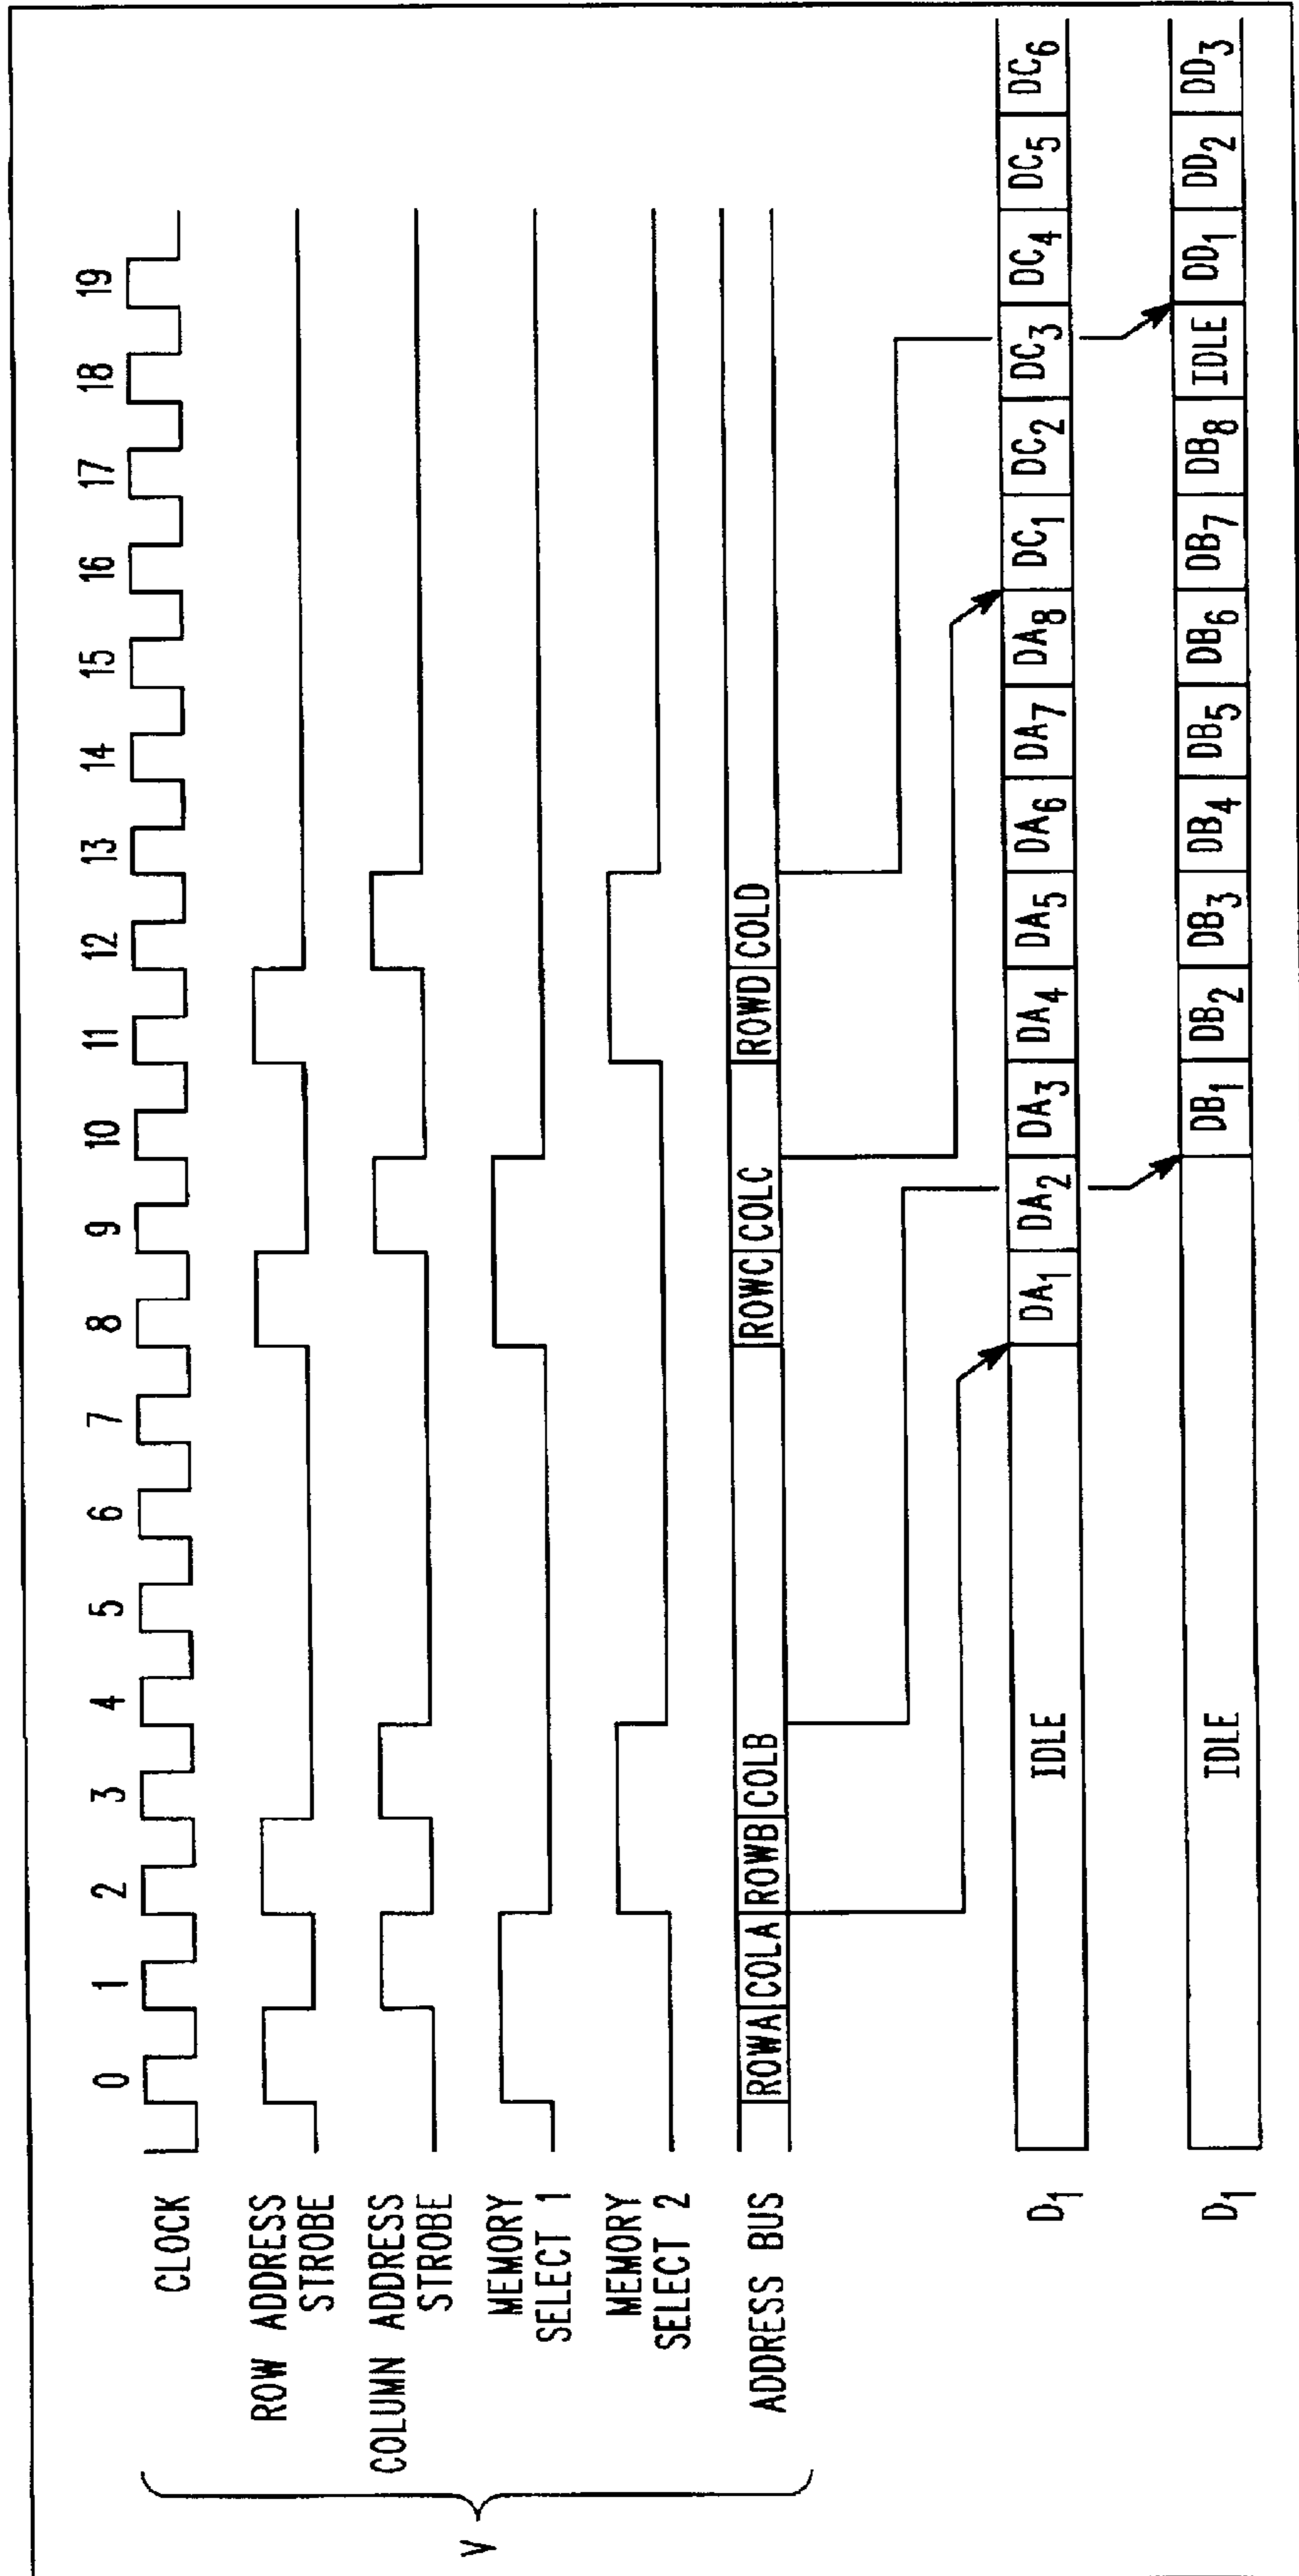 0 1 2 3 4 5 6 7 8 9 10 11 12 13 14 15 16 17 18 19
CLOCK
ROW ADDRESS
STROBE
COLUMN ADDRESS
STROBE
MEMORY
SELECT 1
MEMORY
SELECT 2
V
ADDRESS BUS ROWA COLA ROWB COLB ROWC COLC ROWD COLD
D1 IDLE DA1 DA2 DA3 DA4 DA5 DA6 DA7 DA8 DC1 DC2 DC3 DC4 DC5 DC6
D1 IDLE DB1 DB2 DB3 DB4 DB5 DB6 DB7 DB8 IDLE DD1 DD2 DD3